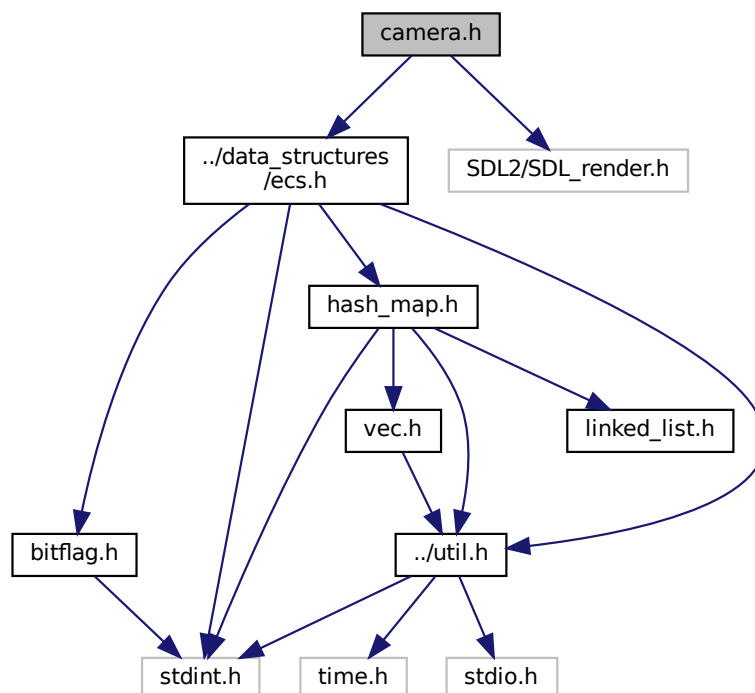 camera.h
../data_structures
/ecs.h
SDL2/SDL_render.h
hash_map.h
vec.h
linked_list.h
bitflag.h
../util.h
stdint.h
time.h
stdio.h